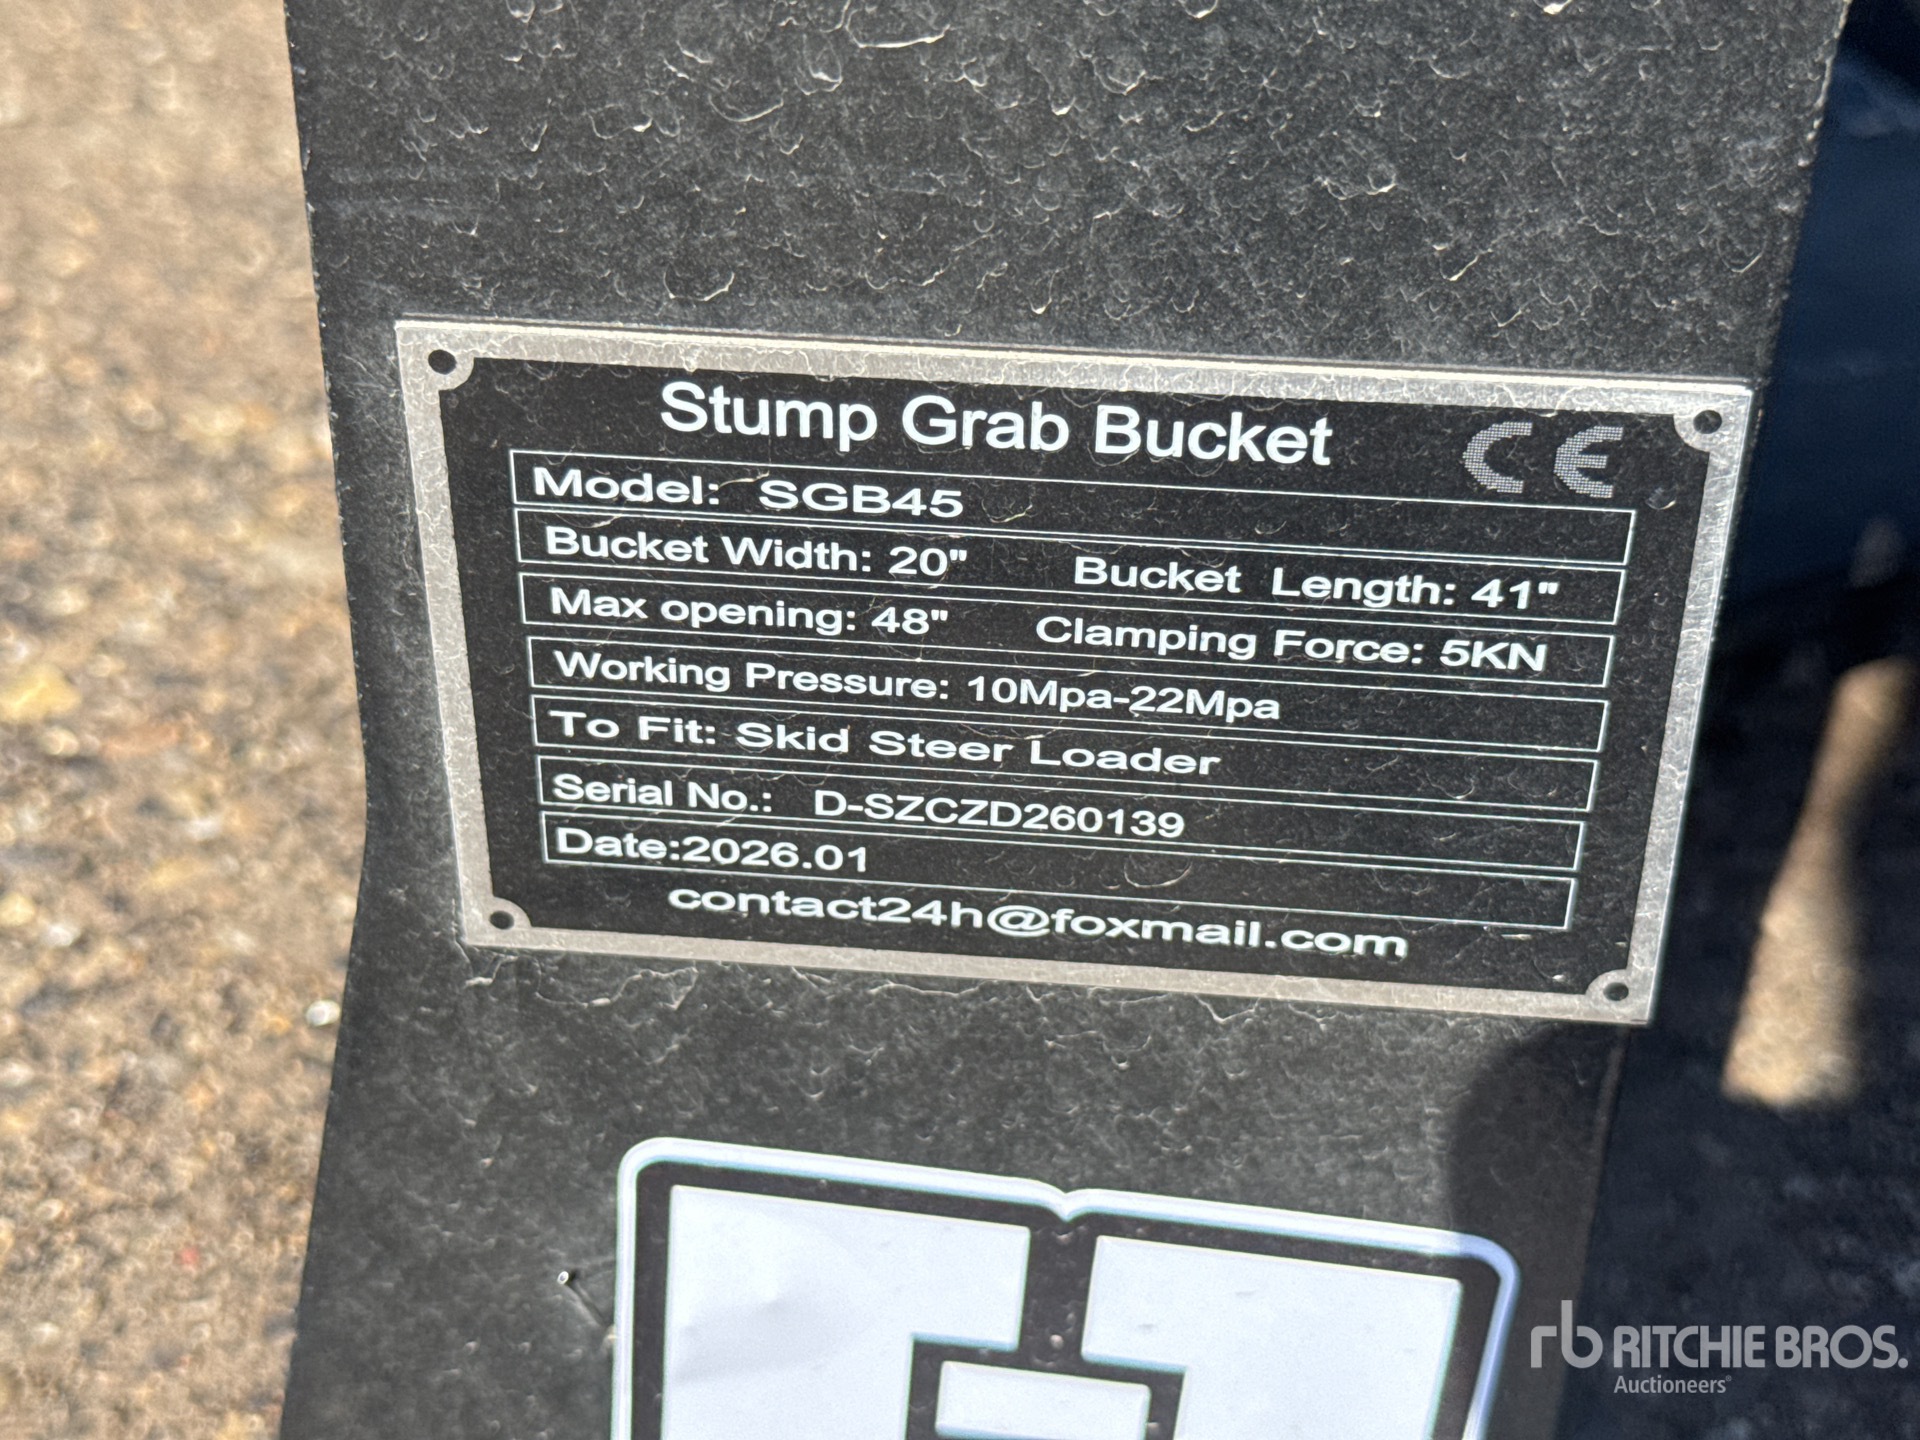 Stump Grab Bucket CE
Model: SGB45
Bucket Width: 20" Bucket Length: 41"
Max opening: 48" Clamping Force: 5KN
Working Pressure: 10Mpa-22Mpa
To Fit: Skid Steer Loader
Serial No.: D-SZCZD260139
Date:2026.01
contact24h@foxmail.com
rb RITCHIE BROS.
Auctioneers®